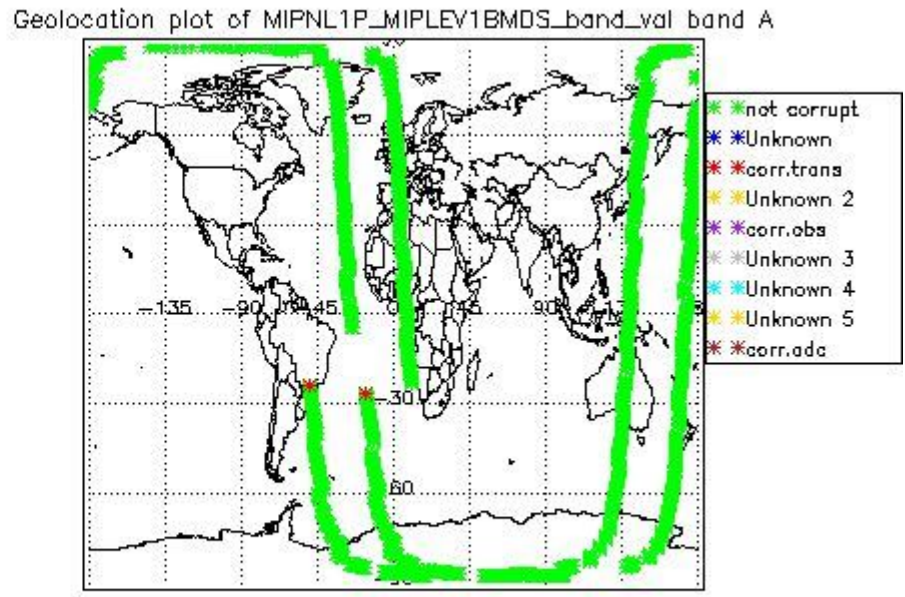 Geolocation plot of MIPNL1P_MIPLEV1BMDS_band_val band A
not corrupt
Unknown
corr.trans
Unknown 2
corr.obs
Unknown 3
Unknown 4
Unknown 5
corr.adc
-135 -90 -45 45 90
-30
60